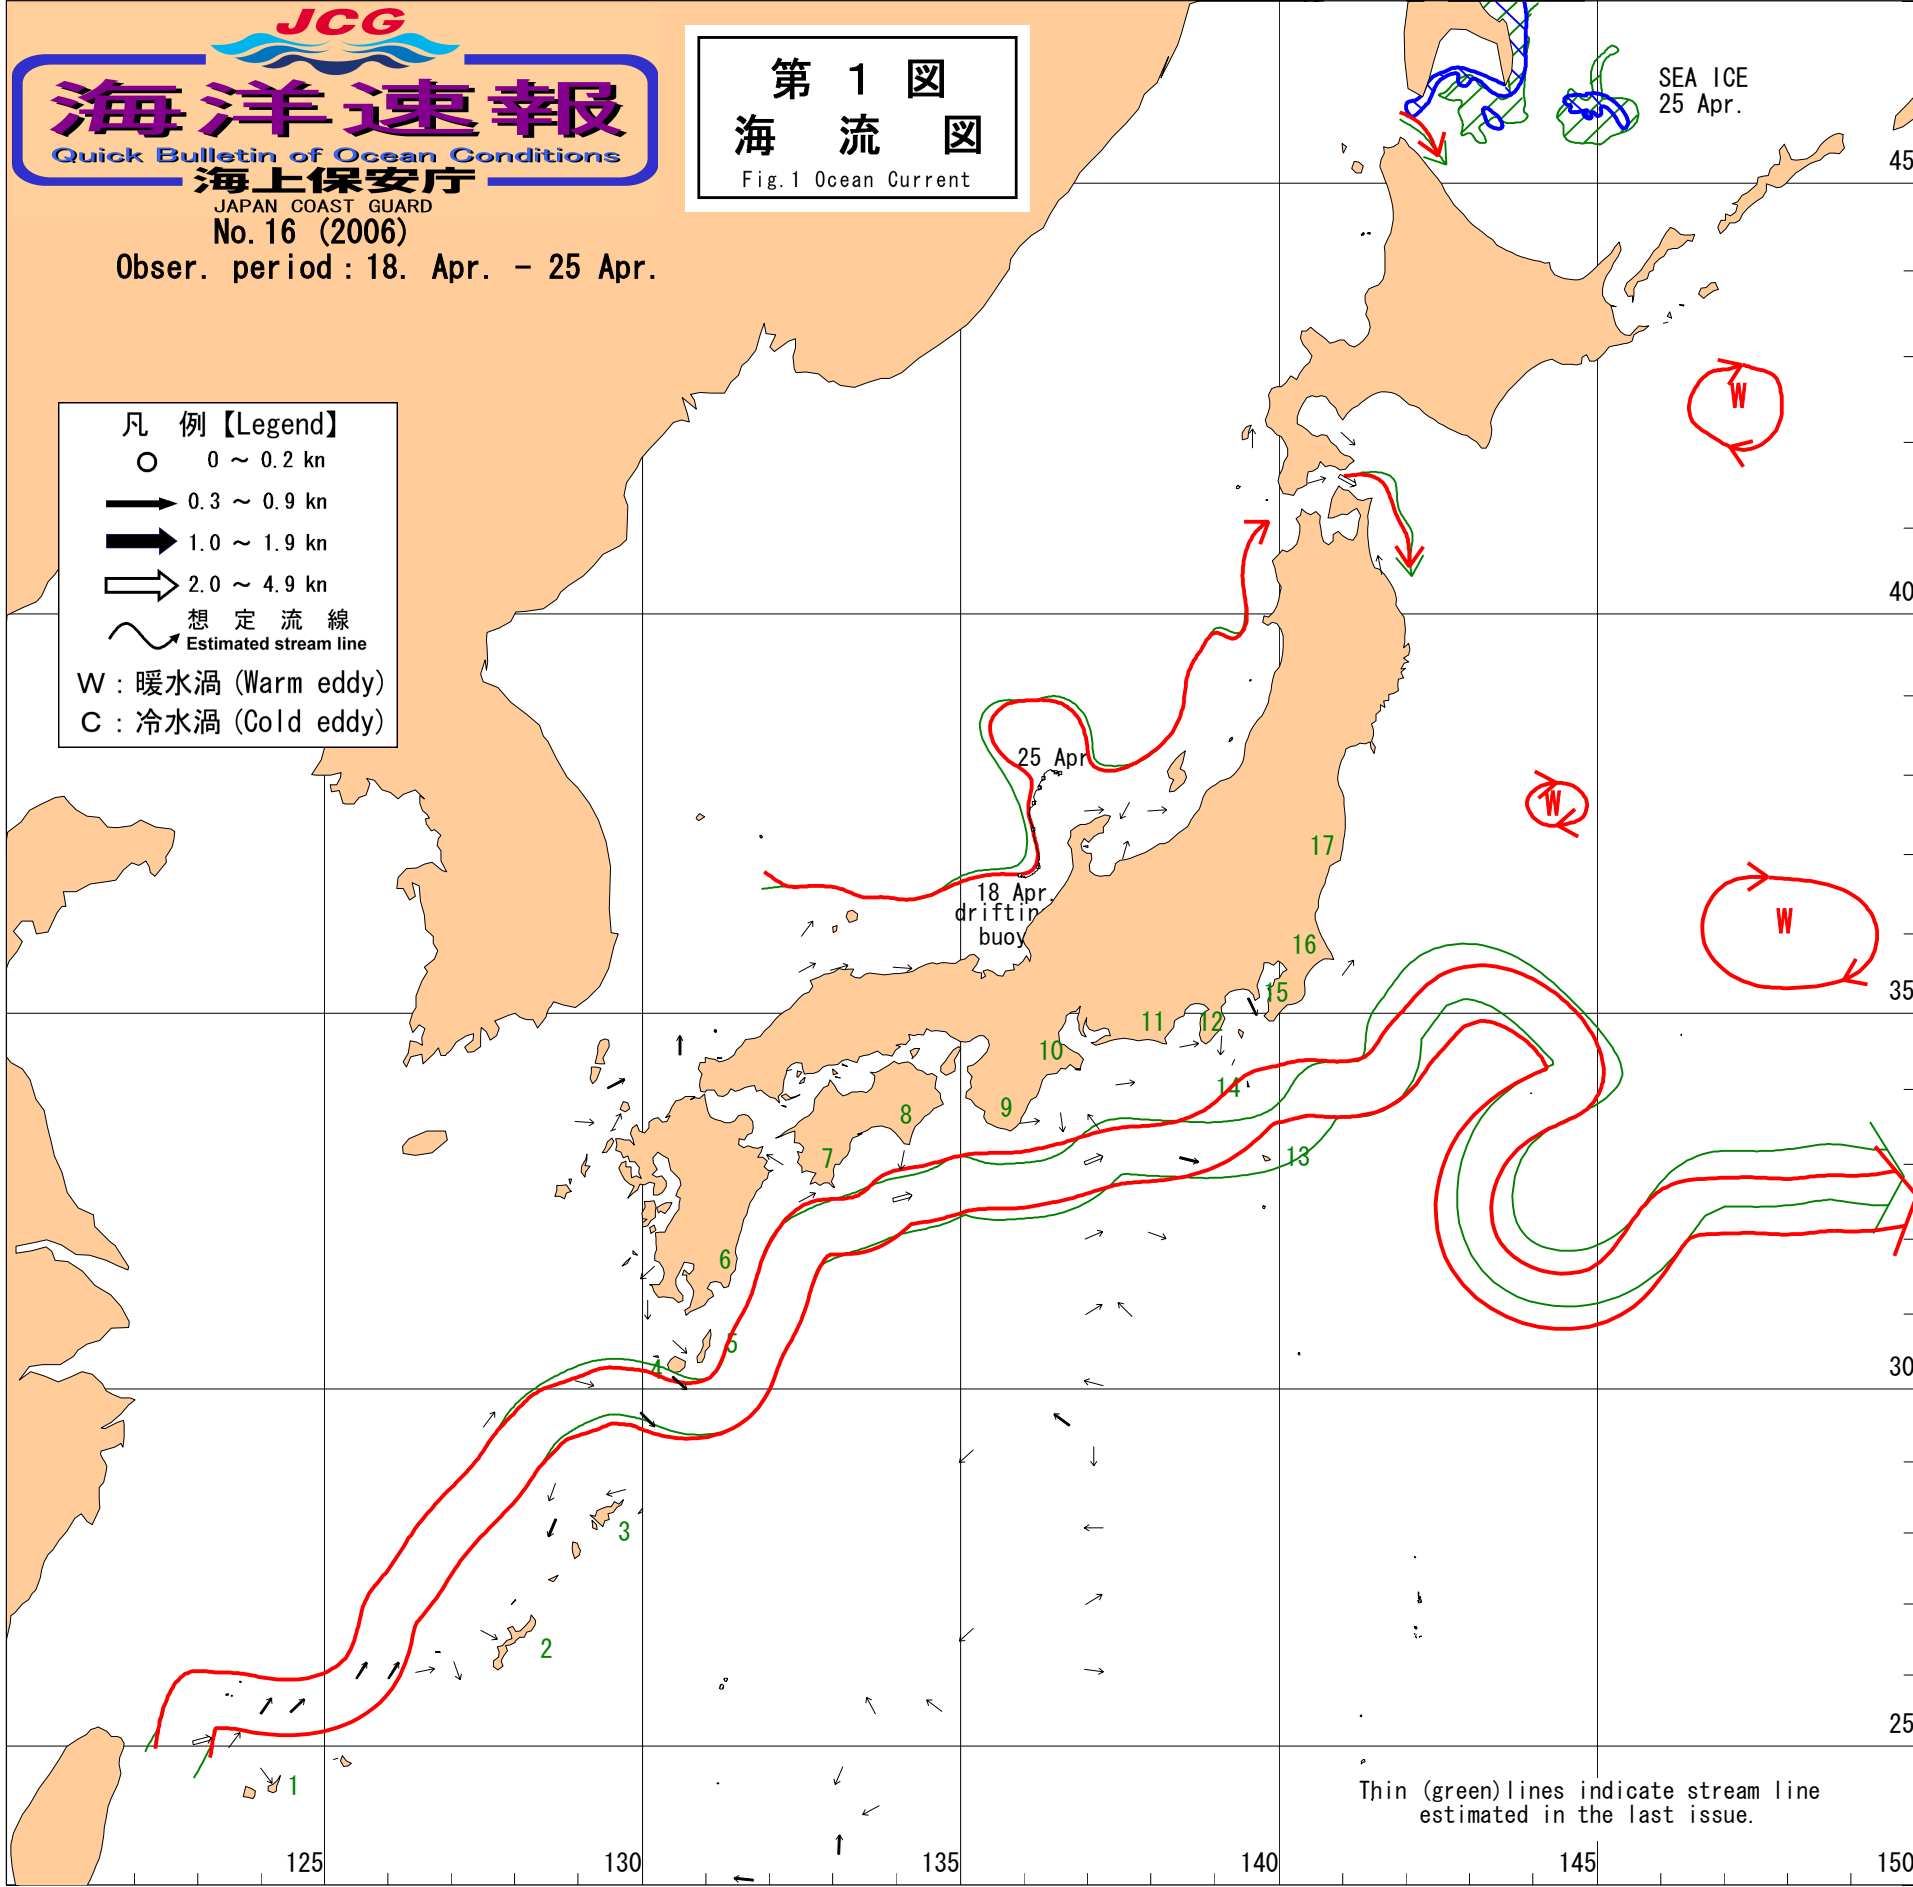 JCG
海洋速報
Quick Bulletin of Ocean Conditions
海上保安庁
JAPAN COAST GUARD
No.16 (2006)
Obser. period：18. Apr. － 25 Apr.
第 1 図
海 流 図
Fig.1 Ocean Current
SEA ICE
25 Apr.
凡 例【Legend】
0 ～ 0.2 kn
0.3 ～ 0.9 kn
1.0 ～ 1.9 kn
2.0 ～ 4.9 kn
想 定 流 線
Estimated stream line
W：暖水渦 (Warm eddy)
C：冷水渦 (Cold eddy)
45
W
40
25 Apr
W
17
18 Apr.
drifting
buoy
W
16
35
15
11
12
10
14
9
8
7
13
6
5
4
30
3
2
25
1
Thin (green)lines indicate stream line
estimated in the last issue.
125
130
135
140
145
150